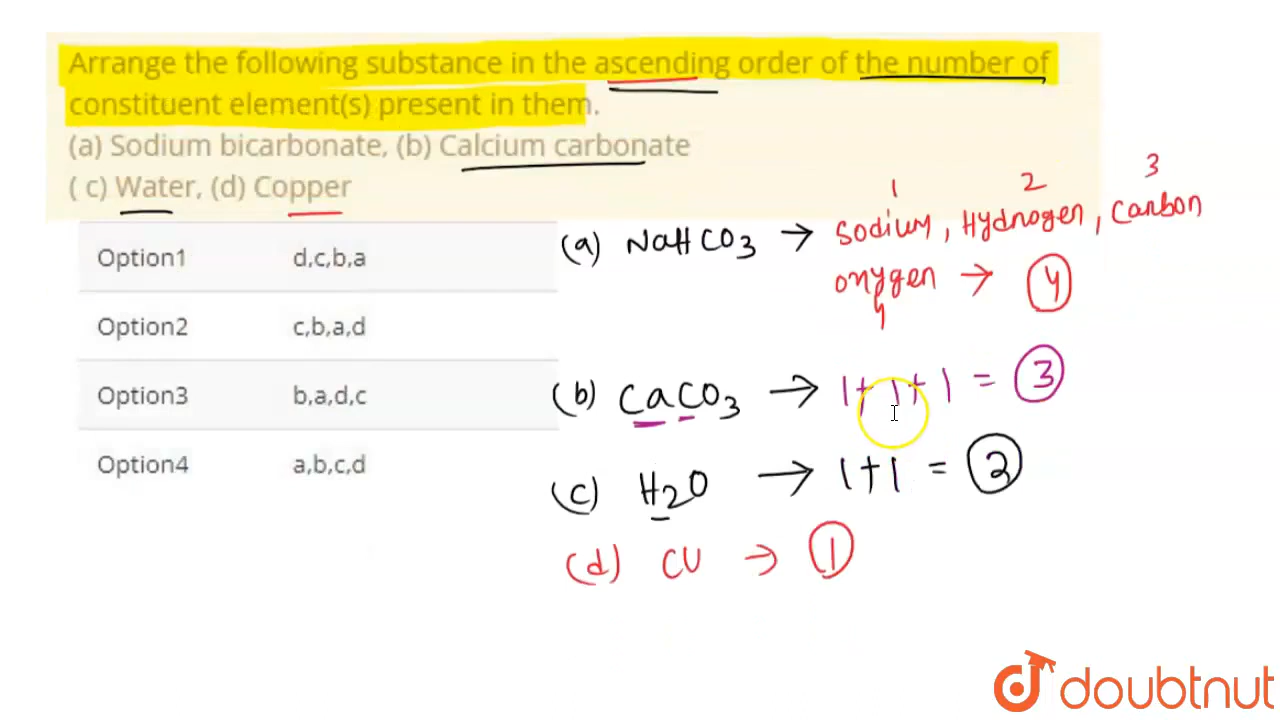 Arrange the following substance in the ascending order of the number of
constituent element(s) present in them.
(a) Sodium bicarbonate, (b) Calcium carbonate
( c) Water, (d) Copper
Option1 d,c,b,a
Option2 c,b,a,d
Option3 b,a,d,c
Option4 a,b,c,d
1 2 3
(a) NaHCO3 → Sodium, Hydrogen, Carbon
oxygen → 4
4
(b) CaCO3 → 1+1+1 = 3
(c) H2O → 1+1 = 2
(d) CU → 1
doubtnut